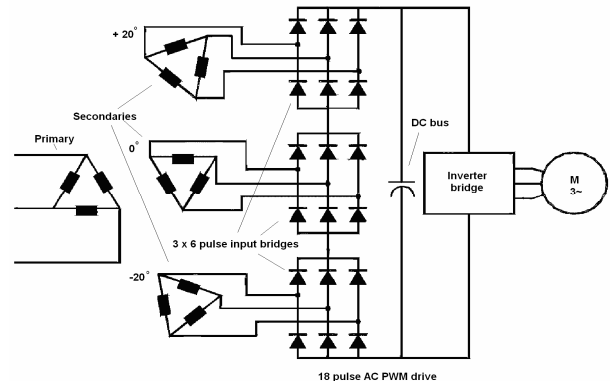 + 20°
Secondaries
Primary
0°
DC bus
Inverter
bridge
M
3~
3 x 6 pulse input bridges
-20°
18 pulse AC PWM drive